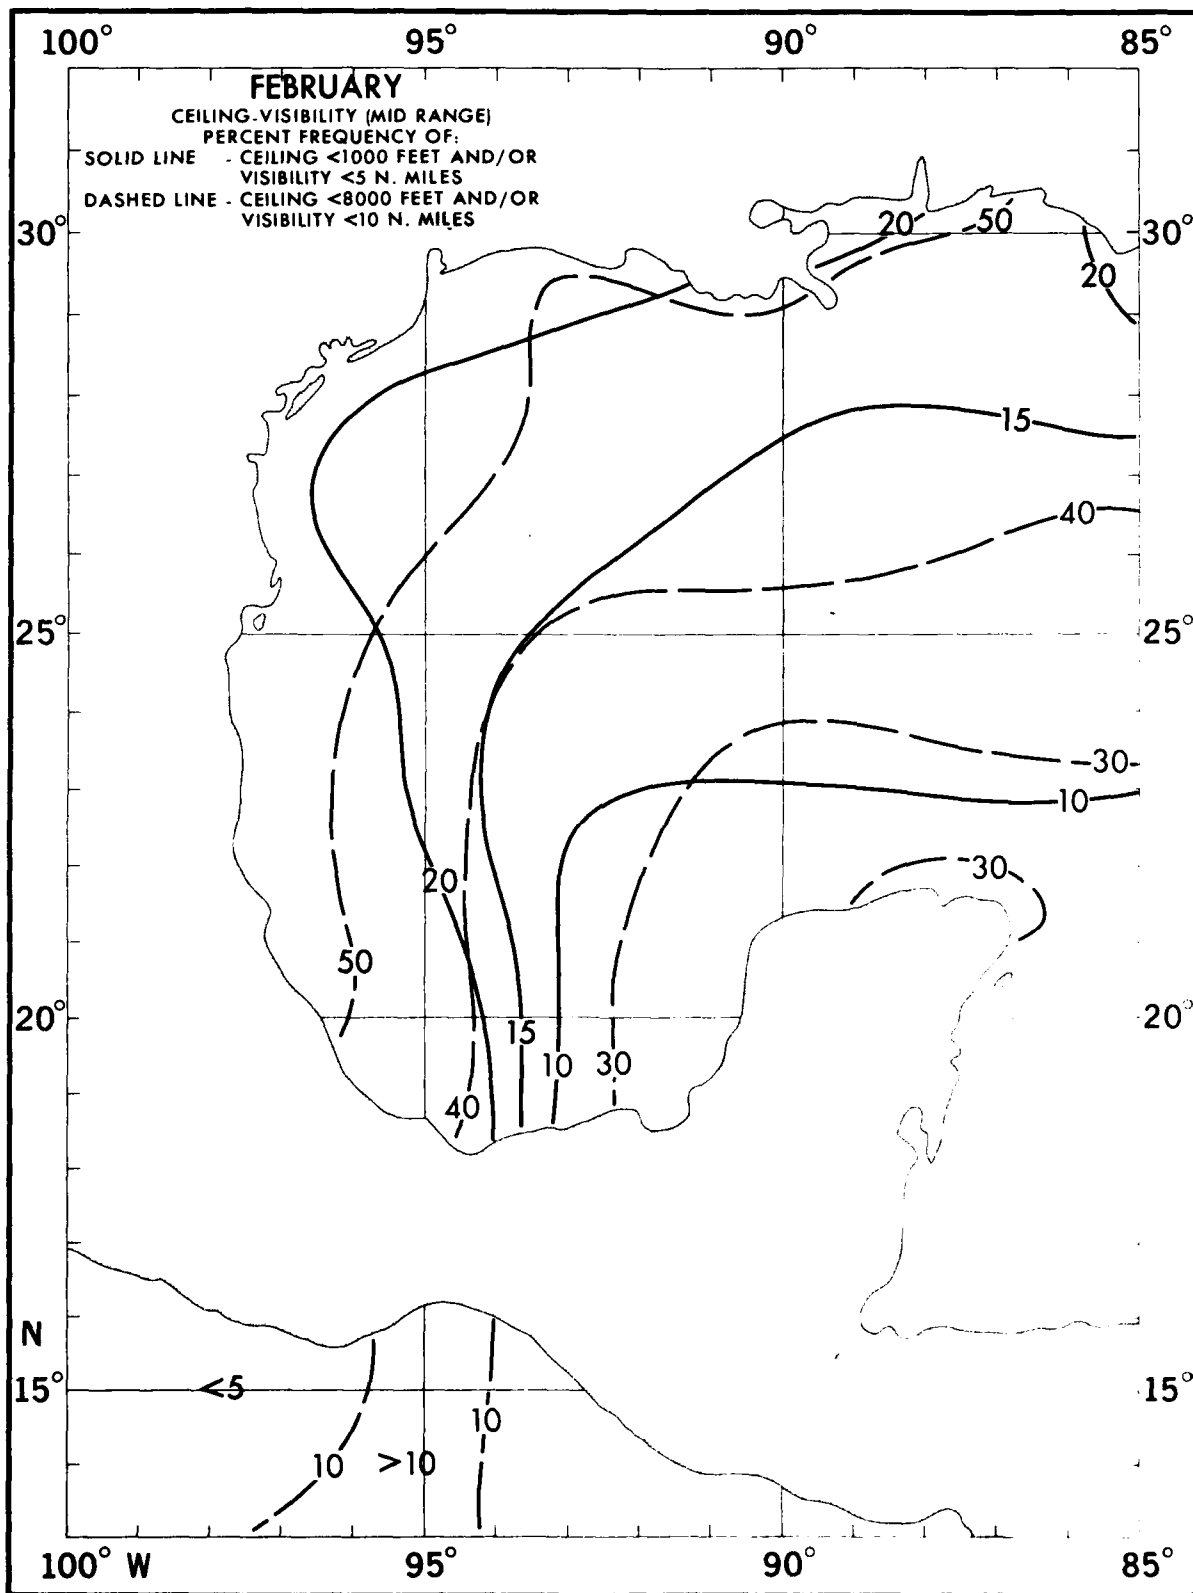 100° 95° 90° 85°
FEBRUARY
CEILING-VISIBILITY (MID RANGE)
PERCENT FREQUENCY OF:
SOLID LINE - CEILING <1000 FEET AND/OR
VISIBILITY <5 N. MILES
DASHED LINE - CEILING <8000 FEET AND/OR
VISIBILITY <10 N. MILES
30° 20 50 30°
20
15
40
25° 25°
30
10
20 30
50
20° 20°
15
10 30
40
N
15° <5 15°
10
10 >10
100° W 95° 90° 85°